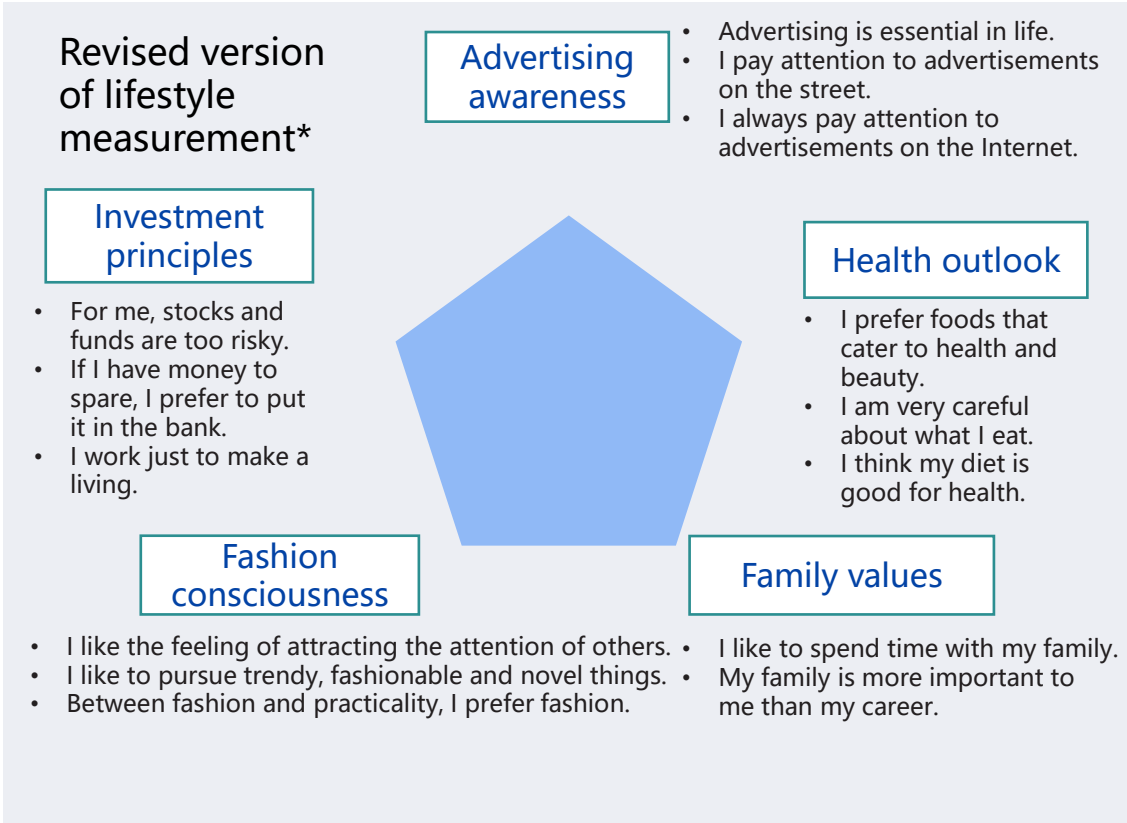 Revised version
of lifestyle
measurement*
Advertising
awareness
• Advertising is essential in life.
• I pay attention to advertisements
on the street.
• I always pay attention to
advertisements on the Internet.
Investment
principles
• For me, stocks and
funds are too risky.
• If I have money to
spare, I prefer to put
it in the bank.
• I work just to make a
living.
Health outlook
• I prefer foods that
cater to health and
beauty.
• I am very careful
about what I eat.
• I think my diet is
good for health.
Fashion
consciousness
• I like the feeling of attracting the attention of others.
• I like to pursue trendy, fashionable and novel things.
• Between fashion and practicality, I prefer fashion.
Family values
• I like to spend time with my family.
• My family is more important to
me than my career.